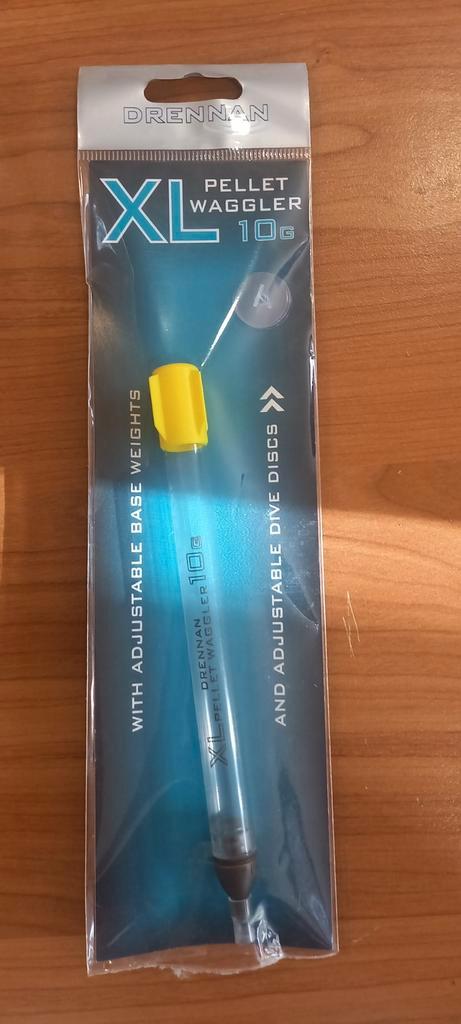 DRENNAN
XL PELLET
WAGGLER
10G
WITH ADJUSTABLE BASE WEIGHTS
AND ADJUSTABLE DIVE DISCS
DRENNAN
XL PELLET WAGGLER 10G